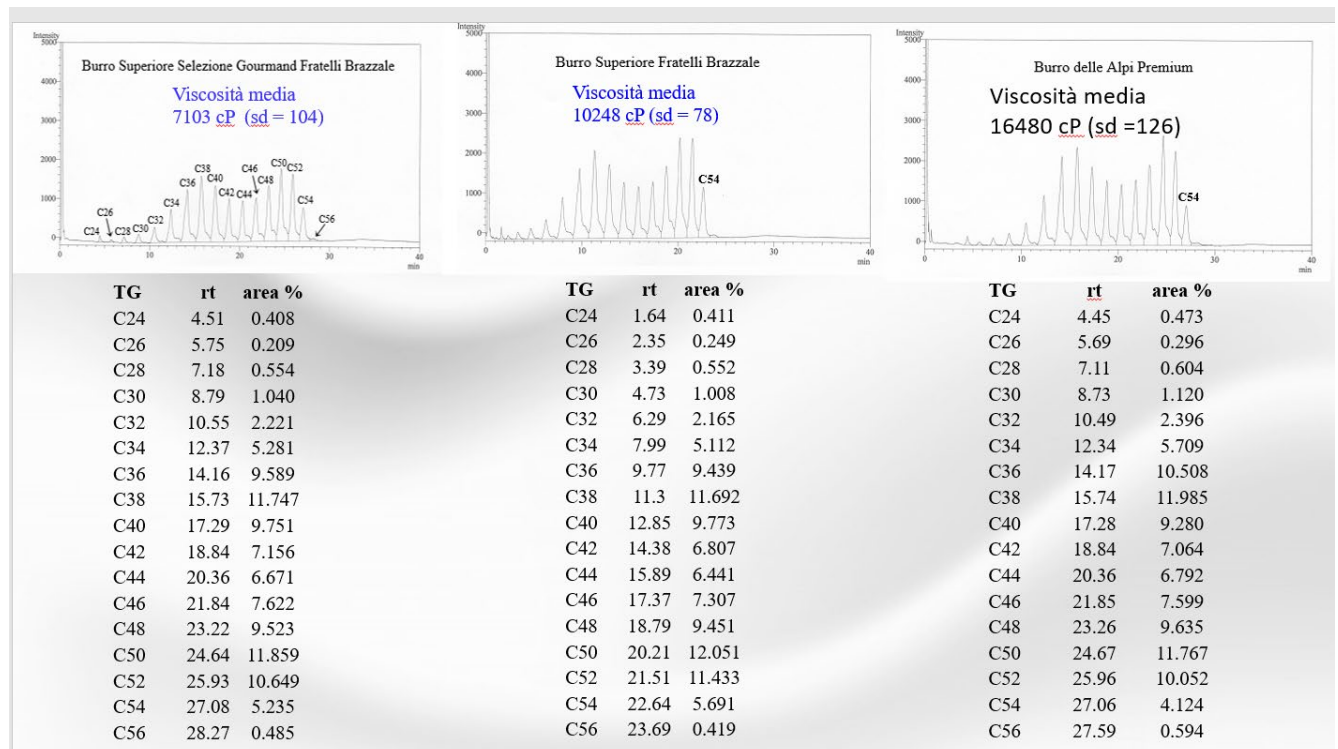 Intensity
5000
4000
3000
2000
1000
0
0
10
20
30
40
min
Burro Superiore Selezione Gourmand Fratelli Brazzale
Viscosità media
7103 cP (sd = 104)
C24
C26
C28
C30
C32
C34
C36
C38
C40
C42
C44
C46
C48
C50
C52
C54
C56
Intensity
5000
4000
3000
2000
1000
0
0
10
20
30
40
min
Burro Superiore Fratelli Brazzale
Viscosità media
10248 cP (sd = 78)
C54
Intensity
5000
4000
3000
2000
1000
0
0
10
20
30
40
min
Burro delle Alpi Premium
Viscosità media
16480 cP (sd =126)
C54
TG rt area %
C24 4.51 0.408
C26 5.75 0.209
C28 7.18 0.554
C30 8.79 1.040
C32 10.55 2.221
C34 12.37 5.281
C36 14.16 9.589
C38 15.73 11.747
C40 17.29 9.751
C42 18.84 7.156
C44 20.36 6.671
C46 21.84 7.622
C48 23.22 9.523
C50 24.64 11.859
C52 25.93 10.649
C54 27.08 5.235
C56 28.27 0.485
TG rt area %
C24 1.64 0.411
C26 2.35 0.249
C28 3.39 0.552
C30 4.73 1.008
C32 6.29 2.165
C34 7.99 5.112
C36 9.77 9.439
C38 11.3 11.692
C40 12.85 9.773
C42 14.38 6.807
C44 15.89 6.441
C46 17.37 7.307
C48 18.79 9.451
C50 20.21 12.051
C52 21.51 11.433
C54 22.64 5.691
C56 23.69 0.419
TG rt area %
C24 4.45 0.473
C26 5.69 0.296
C28 7.11 0.604
C30 8.73 1.120
C32 10.49 2.396
C34 12.34 5.709
C36 14.17 10.508
C38 15.74 11.985
C40 17.28 9.280
C42 18.84 7.064
C44 20.36 6.792
C46 21.85 7.599
C48 23.26 9.635
C50 24.67 11.767
C52 25.96 10.052
C54 27.06 4.124
C56 27.59 0.594